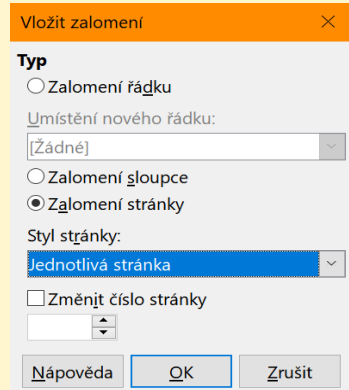 Vložit zalomení
Typ
Zalomení řádku
Umístění nového řádku:
[Žádné]
Zalomení sloupce
Zalomení stránky
Styl stránky:
Jednotlivá stránka
Změnit číslo stránky
Nápověda OK Zrušit